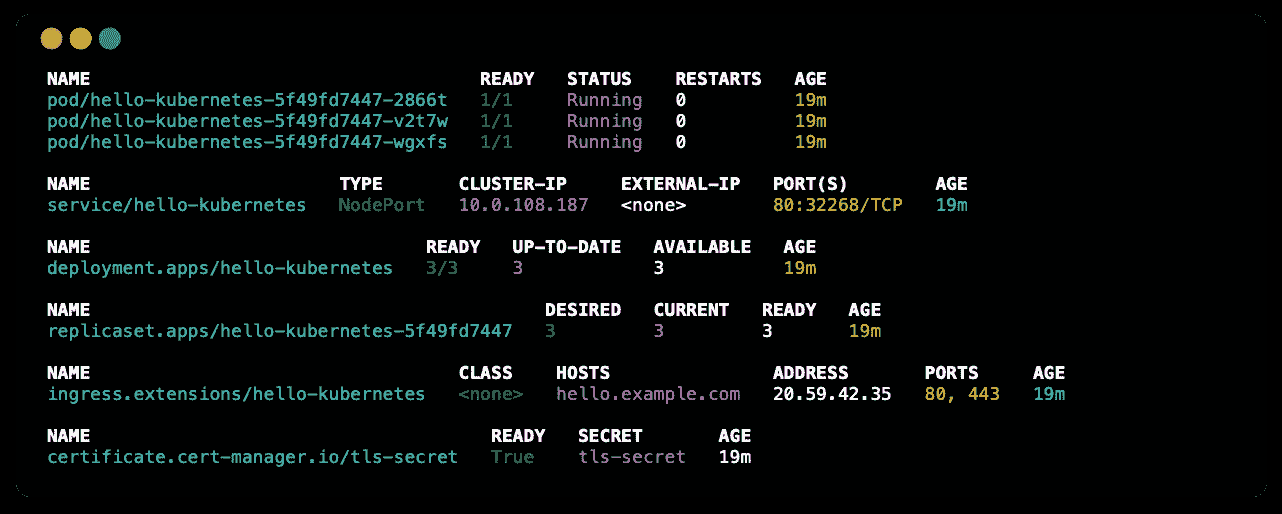 NAME READY STATUS RESTARTS AGE
pod/hello-kubernetes-5f49fd7447-2866t 1/1 Running 0 19m
pod/hello-kubernetes-5f49fd7447-v2t7w 1/1 Running 0 19m
pod/hello-kubernetes-5f49fd7447-wgxfs 1/1 Running 0 19m
NAME TYPE CLUSTER-IP EXTERNAL-IP PORT(S) AGE
service/hello-kubernetes NodePort 10.0.108.187 <none> 80:32268/TCP 19m
NAME READY UP-TO-DATE AVAILABLE AGE
deployment.apps/hello-kubernetes 3/3 3 3 19m
NAME DESIRED CURRENT READY AGE
replicaset.apps/hello-kubernetes-5f49fd7447 3 3 3 19m
NAME CLASS HOSTS ADDRESS PORTS AGE
ingress.extensions/hello-kubernetes <none> hello.example.com 20.59.42.35 80, 443 19m
NAME READY SECRET AGE
certificate.cert-manager.io/tls-secret True tls-secret 19m